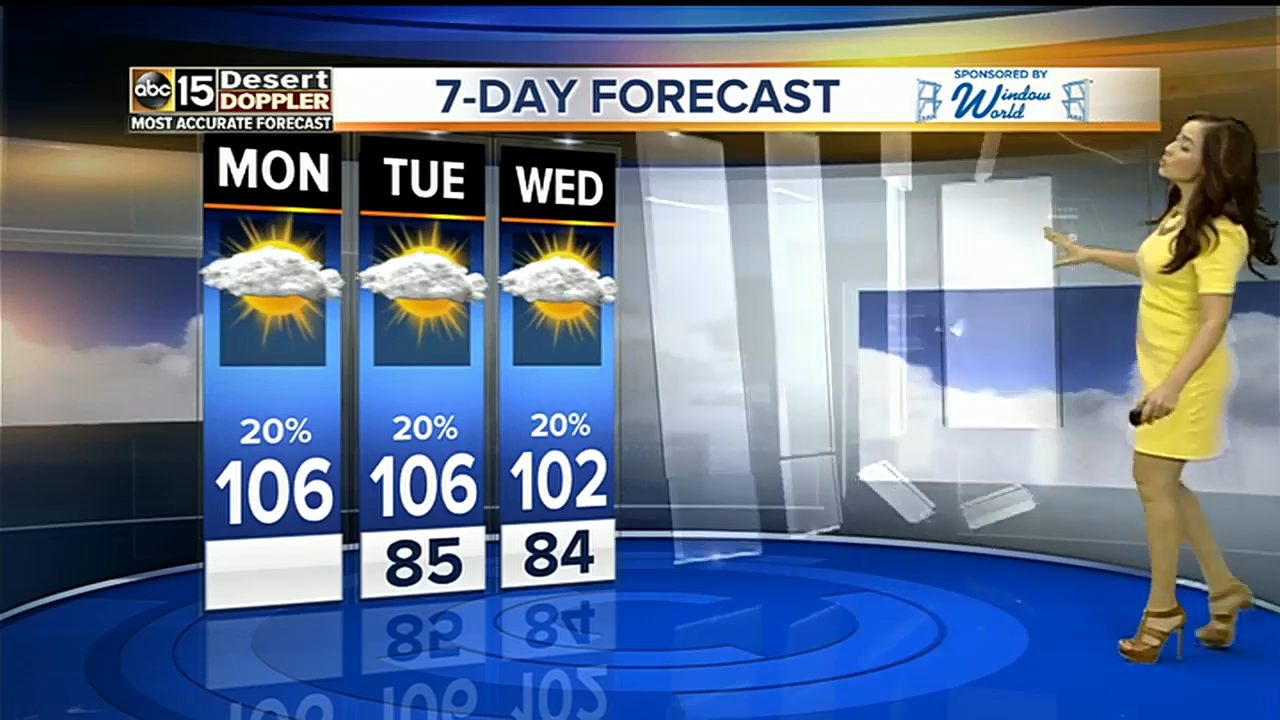 abc 15 Desert DOPPLER
MOST ACCURATE FORECAST
7-DAY FORECAST
SPONSORED BY
Window World
MON
TUE
WED
20%
20%
20%
106
106
102
85
84